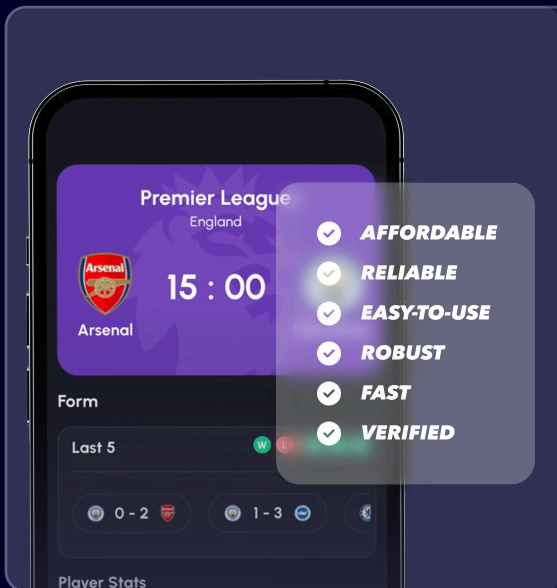 Premier League
England
Arsenal
15 : 00
Arsenal
AFFORDABLE
RELIABLE
EASY-TO-USE
ROBUST
FAST
VERIFIED
Form
Last 5
W L
0 - 2
1 - 3
Player Stats